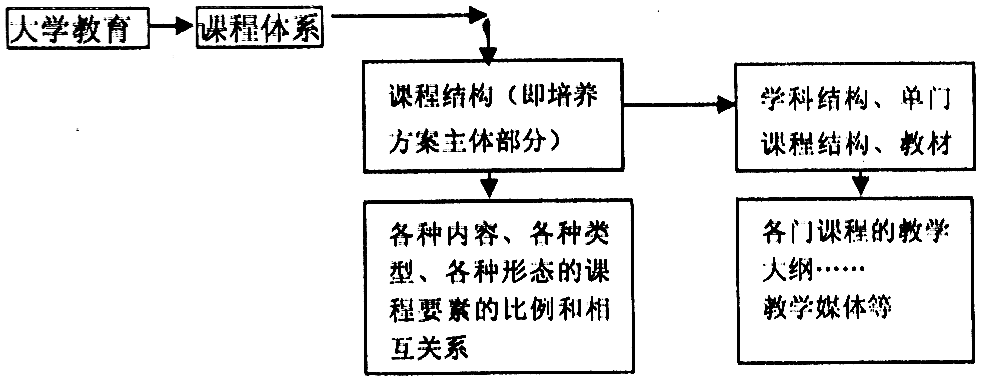 大学教育
课程体系
课程结构（即培养
方案主体部分）
学科结构、单门
课程结构、教材
各种内容、各种类
型、各种形态的课
程要素的比例和相
互关系
各门课程的教学
大纲……
教学媒体等